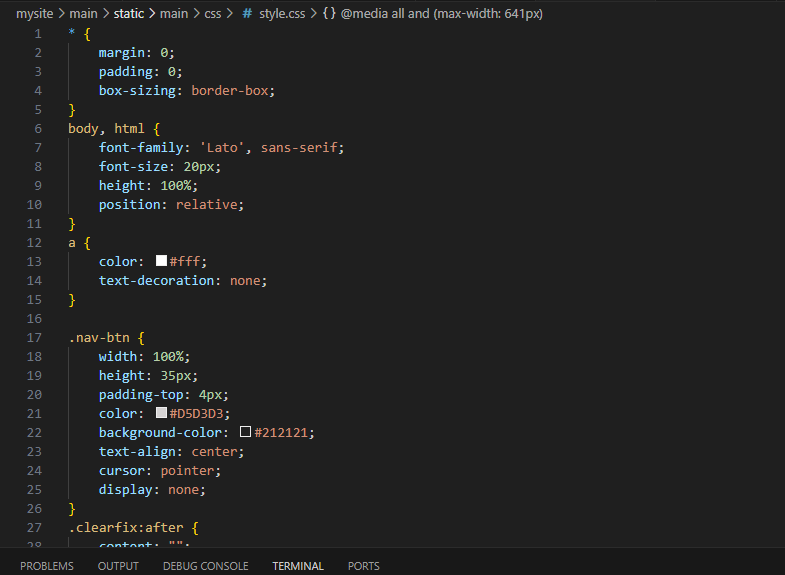 mysite > main > static > main > css > # style.css > {} @media all and (max-width: 641px)
1 * {
2 margin: 0;
3 padding: 0;
4 box-sizing: border-box;
5 }
6 body, html {
7 font-family: 'Lato', sans-serif;
8 font-size: 20px;
9 height: 100%;
10 position: relative;
11 }
12 a {
13 color: #fff;
14 text-decoration: none;
15 }
16
17 .nav-btn {
18 width: 100%;
19 height: 35px;
20 padding-top: 4px;
21 color: #D5D3D3;
22 background-color: #212121;
23 text-align: center;
24 cursor: pointer;
25 display: none;
26 }
27 .clearfix:after {
28 content: "";
PROBLEMS OUTPUT DEBUG CONSOLE TERMINAL PORTS